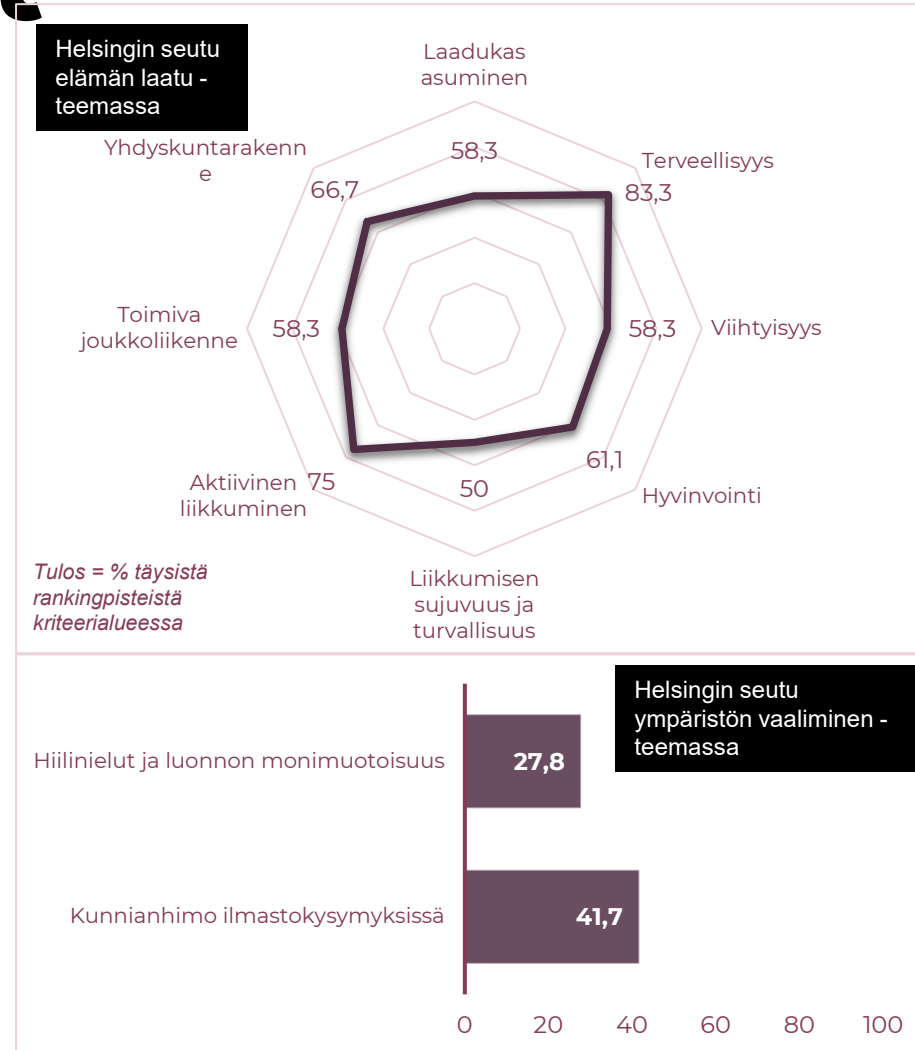 Helsingin seutu
elämän laatu -
teemassa
Laadukas
asuminen
58,3
Terveellisyys
83,3
Viihtyisyys
58,3
Hyvinvointi
61,1
Liikkumisen
sujuvuus ja
turvallisuus
50
Aktiivinen
liikkuminen
75
Toimiva
joukkoliikenne
58,3
Yhdyskuntarakenn
e
66,7
Tulos = % täysistä
rankingpisteistä
kriteerialueessa
Helsingin seutu
ympäristön vaaliminen -
teemassa
Hiilinielut ja luonnon monimuotoisuus
27,8
Kunnianhimo ilmastokysymyksissä
41,7
0 20 40 60 80 100